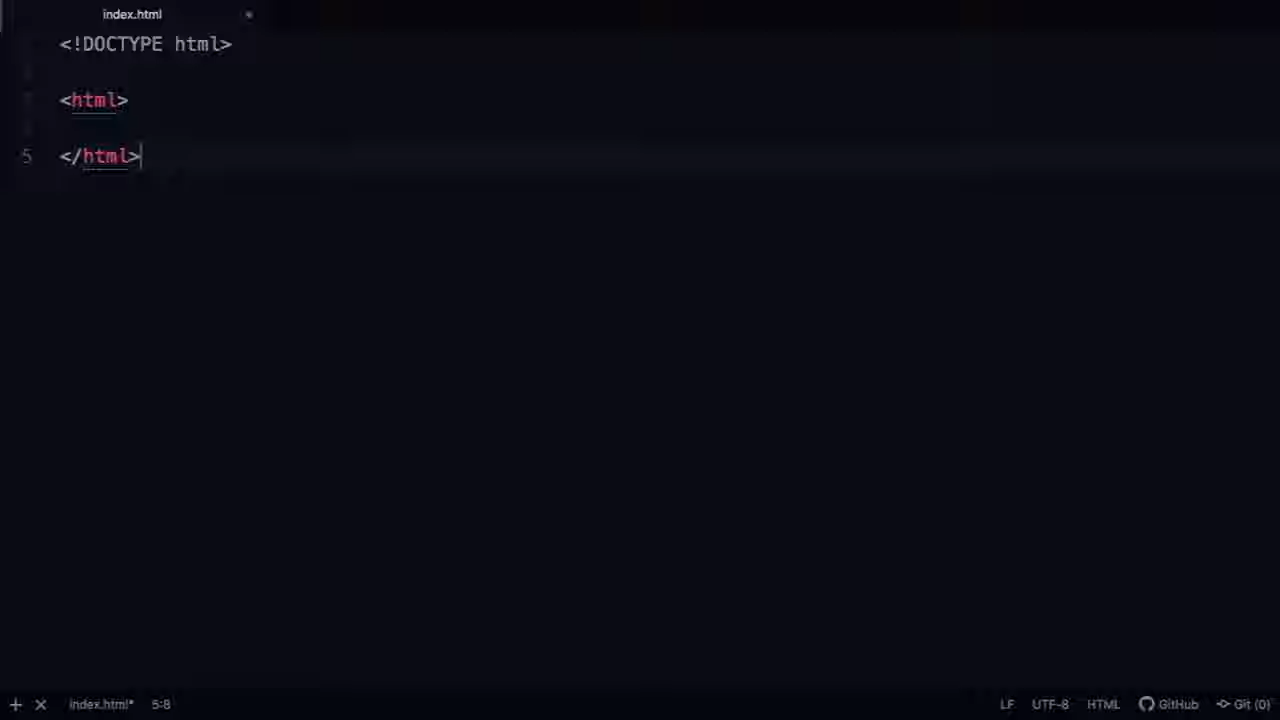 index.html
<!DOCTYPE html>
<html>
5 </html>
index.html* 5:8 LF UTF-8 HTML GitHub Git (0)